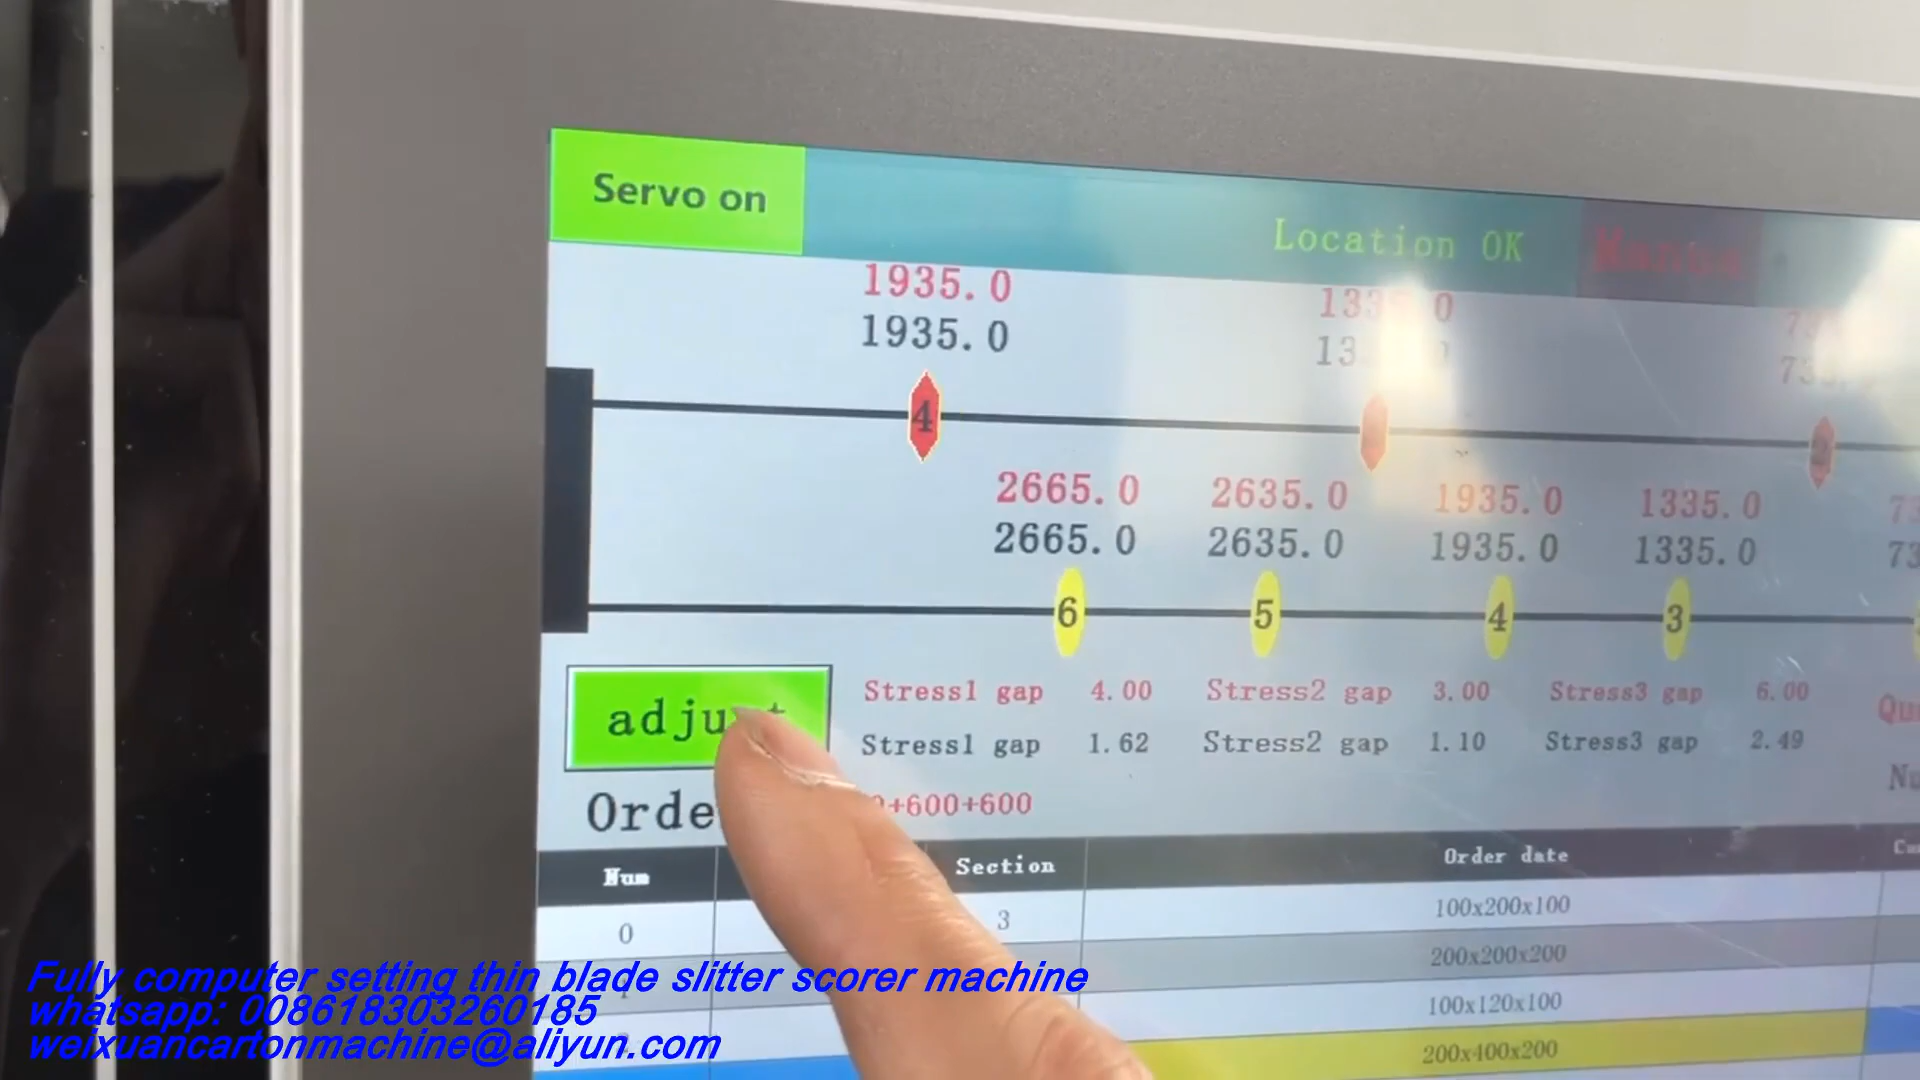 Servo on
Location OK
1935.0
1935.0
4
2665.0 2635.0 1935.0 1335.0
2665.0 2635.0 1935.0 1335.0
6 5 4 3
adju
Stress1 gap 4.00 Stress2 gap 3.00 Stress3 gap 6.00
Stress1 gap 1.62 Stress2 gap 1.10 Stress3 gap 2.49
+600+600
Num Section Order date
0 3 100x200x100
200x200x200
100x120x100
200x400x200
Fully computer setting thin blade slitter scorer machine
whatsapp: 008618303260185
weixuancartonmachine@aliyun.com